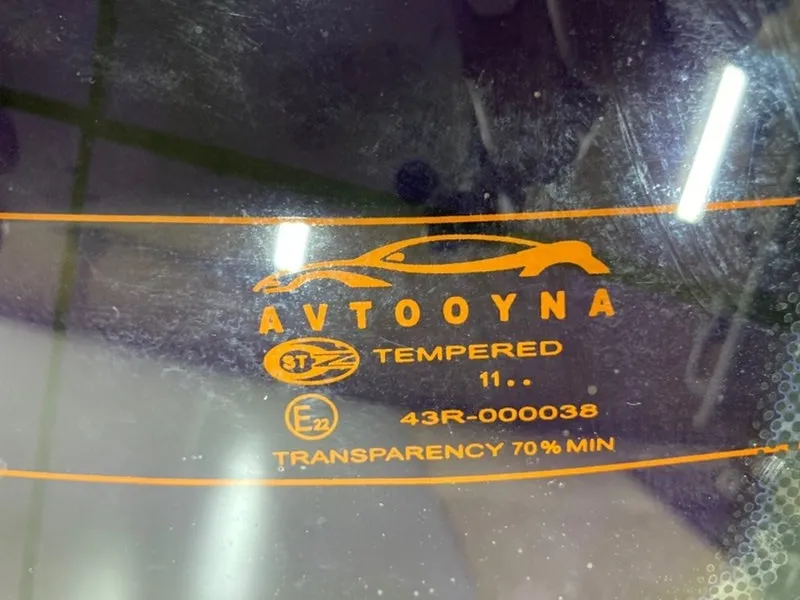 AVTOOYNA
ST TEMPERED
11..
E22 43R-000038
TRANSPARENCY 70% MIN